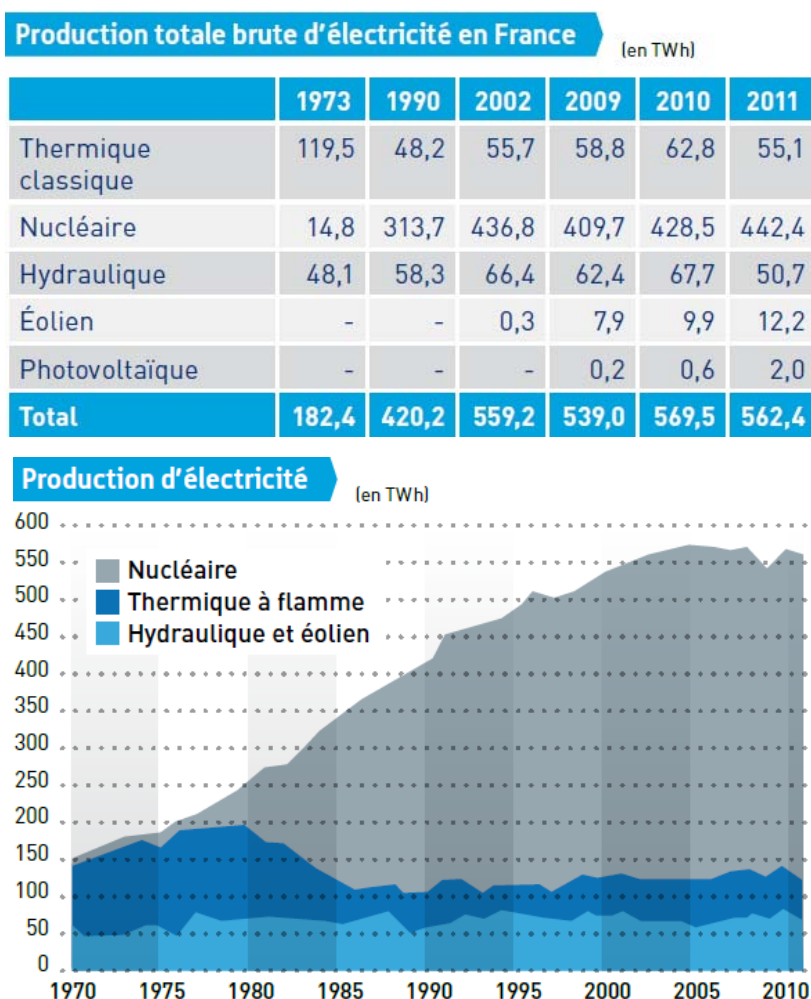 Production totale brute d'électricité en France (en TWh)
1973 1990 2002 2009 2010 2011
Thermique classique 119,5 48,2 55,7 58,8 62,8 55,1
Nucléaire 14,8 313,7 436,8 409,7 428,5 442,4
Hydraulique 48,1 58,3 66,4 62,4 67,7 50,7
Éolien - - 0,3 7,9 9,9 12,2
Photovoltaïque - - - 0,2 0,6 2,0
Total 182,4 420,2 559,2 539,0 569,5 562,4
Production d'électricité (en TWh)
600
550
500
450
400
350
300
250
200
150
100
50
0
Nucléaire
Thermique à flamme
Hydraulique et éolien
1970 1975 1980 1985 1990 1995 2000 2005 2010